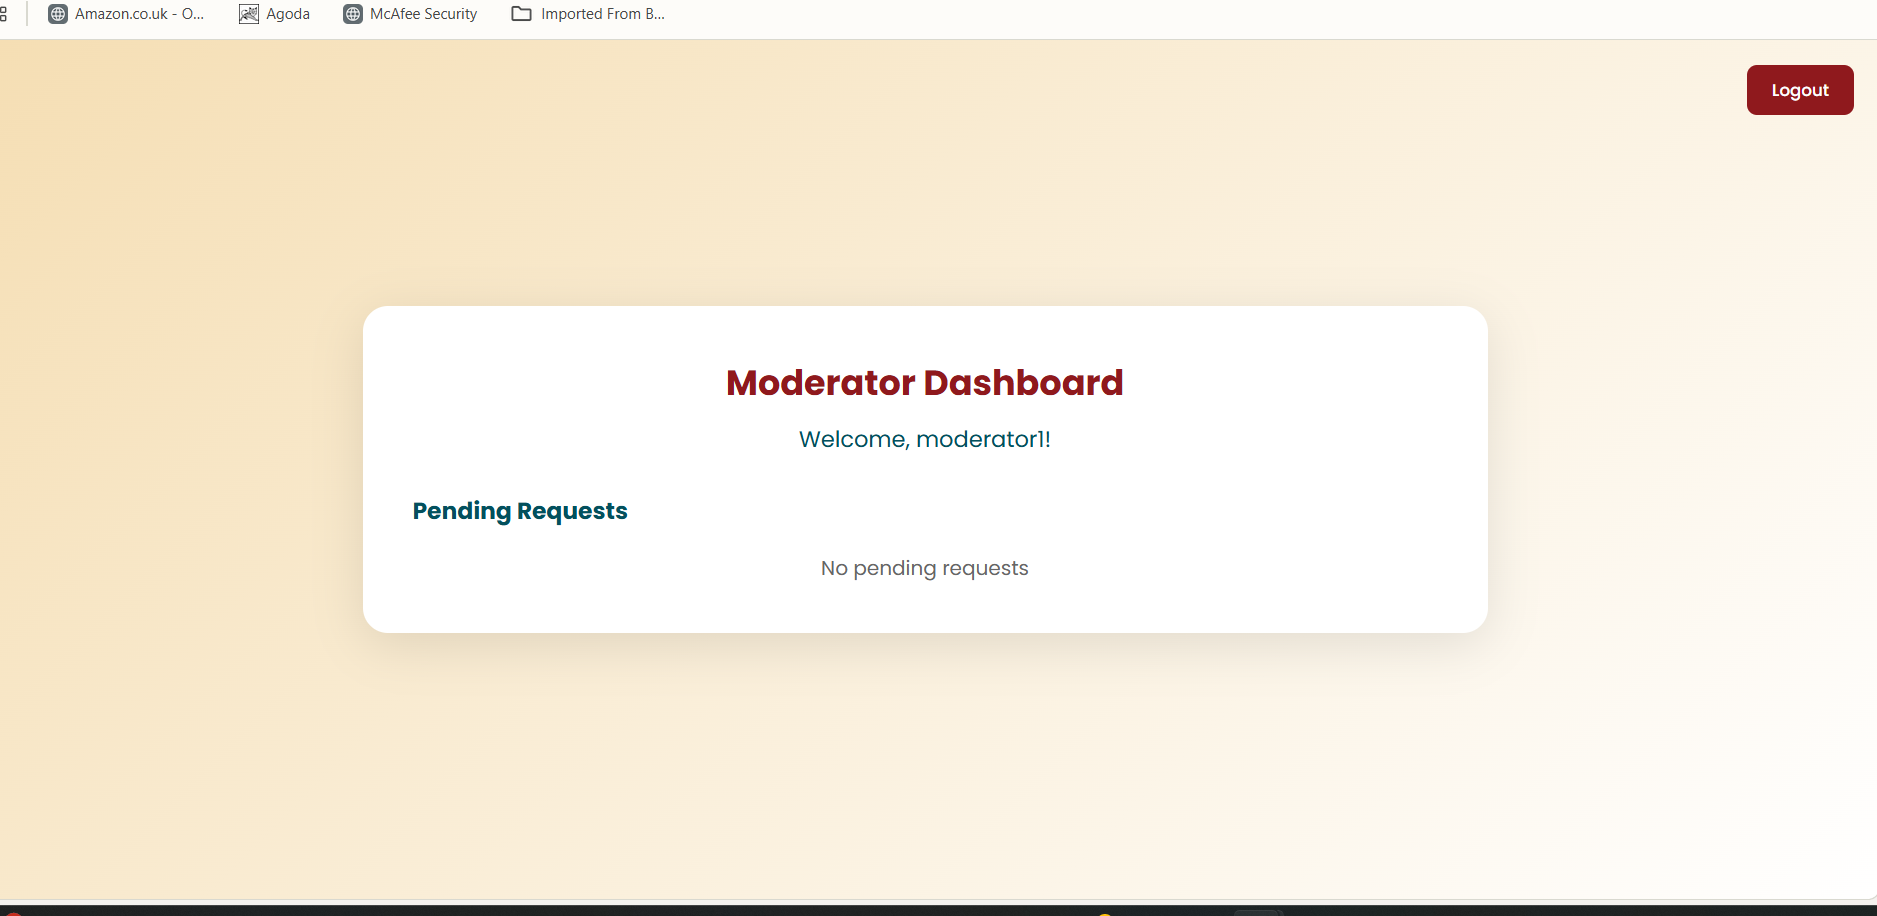 Amazon.co.uk - O... Agoda McAfee Security Imported From B...
Logout
Moderator Dashboard
Welcome, moderator1!
Pending Requests
No pending requests